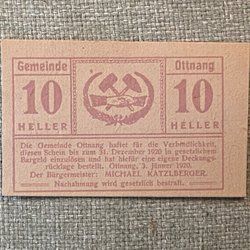 Gemeinde Ottnang
10 10
HELLER HELLER
Die Gemeinde Ottnang haftet für die Verbindlichkeit,
diesen Schein bis zum 31. Dezember 1920 in gesetzlichem
Bargeld einzulösen und hat hiefür eine eigene Deckungs-
rücklage bestellt. Ottnang, 3. Jänner 1920.
Der Bürgermeister: MICHAEL KATZLBERGER.
Nachahmung wird gesetzlich bestraft.